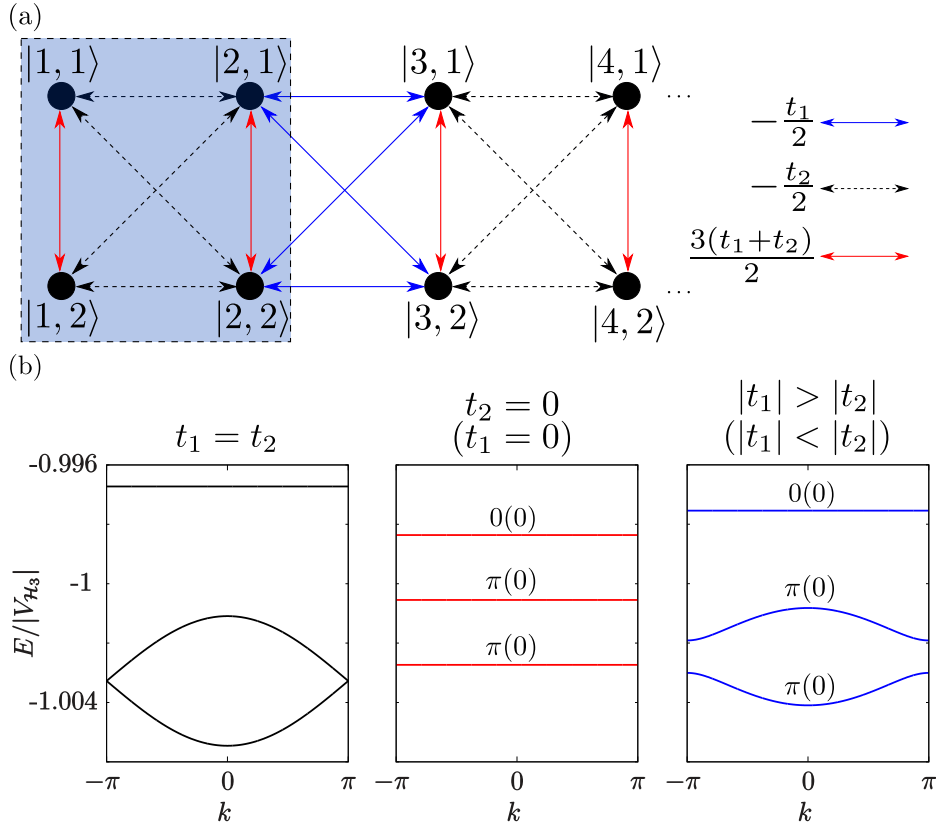 (a)
|1, 1⟩ |2, 1⟩ |3, 1⟩ |4, 1⟩
...
− t₁/2
− t₂/2
3(t₁+t₂)/2
|1, 2⟩ |2, 2⟩ |3, 2⟩ |4, 2⟩
...
(b)
t₁ = t₂
t₂ = 0
(t₁ = 0)
|t₁| > |t₂|
(|t₁| < |t₂|)
E/|V_ℋ₃|
-0.996
-1
-1.004
0(0)
π(0)
π(0)
0(0)
π(0)
π(0)
−π 0 π
−π 0 π
−π 0 π
k
k
k